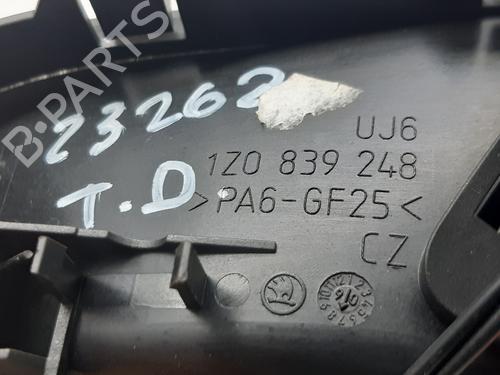 B-PARTS
23262
T.D
UJ6
1Z0 839 248
>PA6-GF25<
CZ